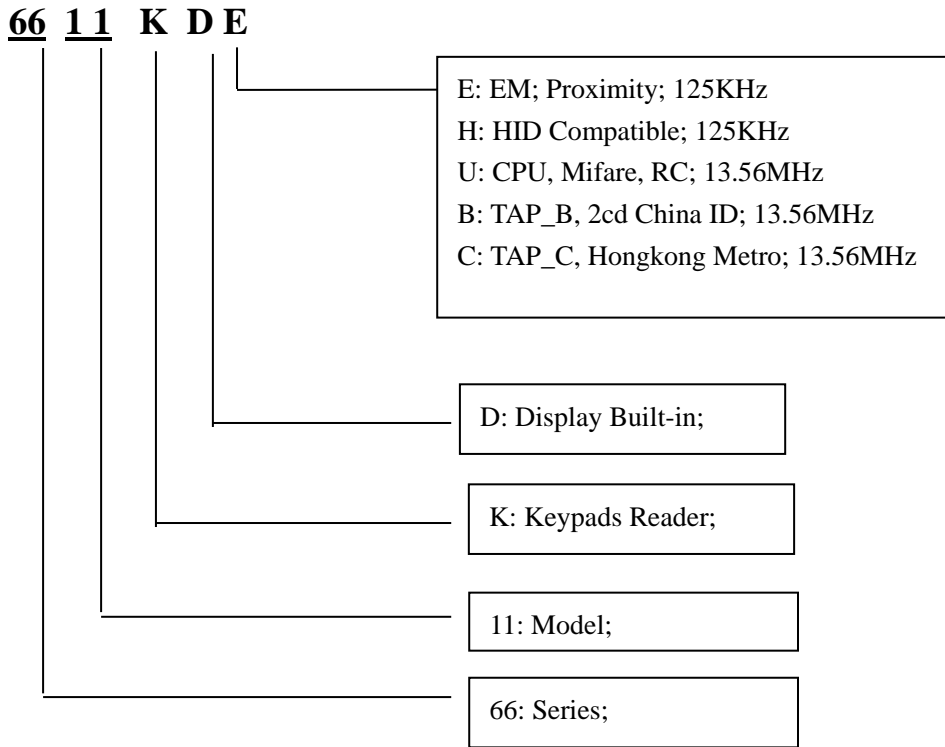 66 1 1 K D E
E: EM; Proximity; 125KHz
H: HID Compatible; 125KHz
U: CPU, Mifare, RC; 13.56MHz
B: TAP_B, 2cd China ID; 13.56MHz
C: TAP_C, Hongkong Metro; 13.56MHz
D: Display Built-in;
K: Keypads Reader;
11: Model;
66: Series;